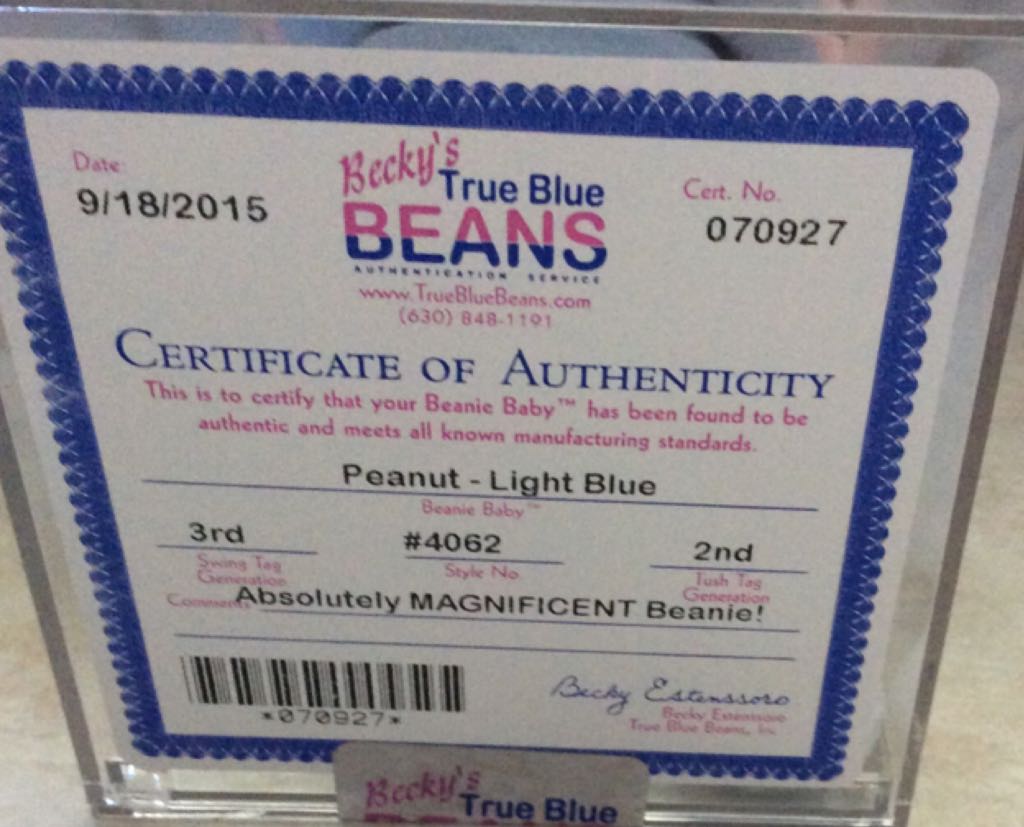 Date
9/18/2015
Becky's
True Blue
BEANS
AUTHENTICATION SERVICE
www.TrueBlueBeans.com
(630) 848-1191
Cert. No.
070927
CERTIFICATE OF AUTHENTICITY
This is to certify that your Beanie Baby™ has been found to be
authentic and meets all known manufacturing standards.
Peanut - Light Blue
Beanie Baby™
3rd #4062 2nd
Swing Tag Generation Style No Tush Tag Generation
Comments Absolutely MAGNIFICENT Beanie!
*070927*
Becky Estenssoro
Becky Estenssoro
True Blue Beans, Inc
Becky's
True Blue